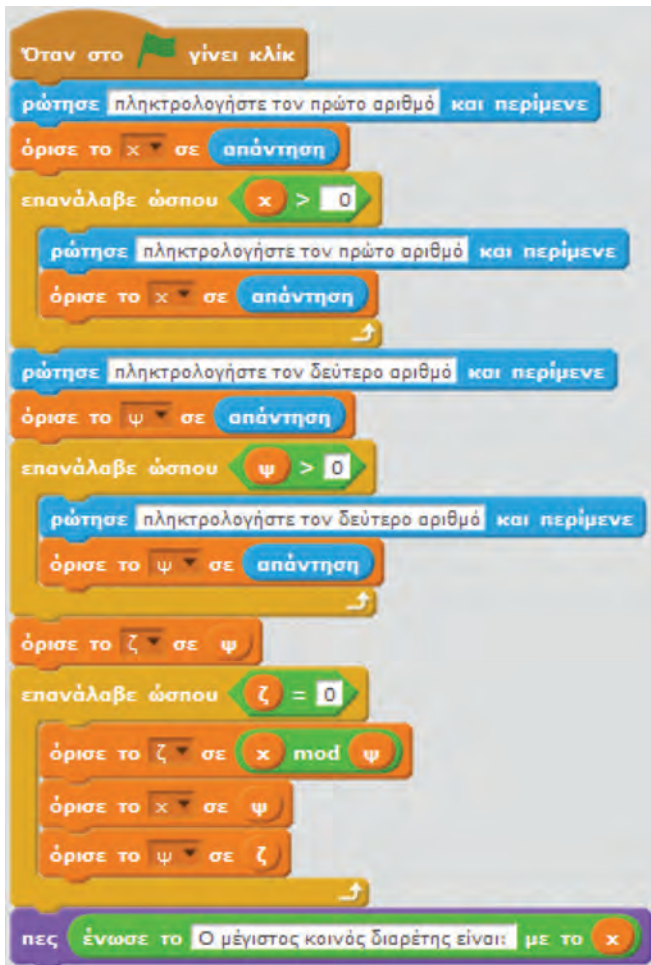 Όταν στο γίνει κλίκ
ρώτησε πληκτρολογήστε τον πρώτο αριθμό και περίμενε
όρισε το x σε απάντηση
επανάλαβε ώσπου x > 0
ρώτησε πληκτρολογήστε τον πρώτο αριθμό και περίμενε
όρισε το x σε απάντηση
ρώτησε πληκτρολογήστε τον δεύτερο αριθμό και περίμενε
όρισε το ψ σε απάντηση
επανάλαβε ώσπου ψ > 0
ρώτησε πληκτρολογήστε τον δεύτερο αριθμό και περίμενε
όρισε το ψ σε απάντηση
όρισε το ζ σε ψ
επανάλαβε ώσπου ζ = 0
όρισε το ζ σε x mod ψ
όρισε το x σε ψ
όρισε το ψ σε ζ
πες ένωσε το Ο μέγιστος κοινός διαρέτης είναι: με το x